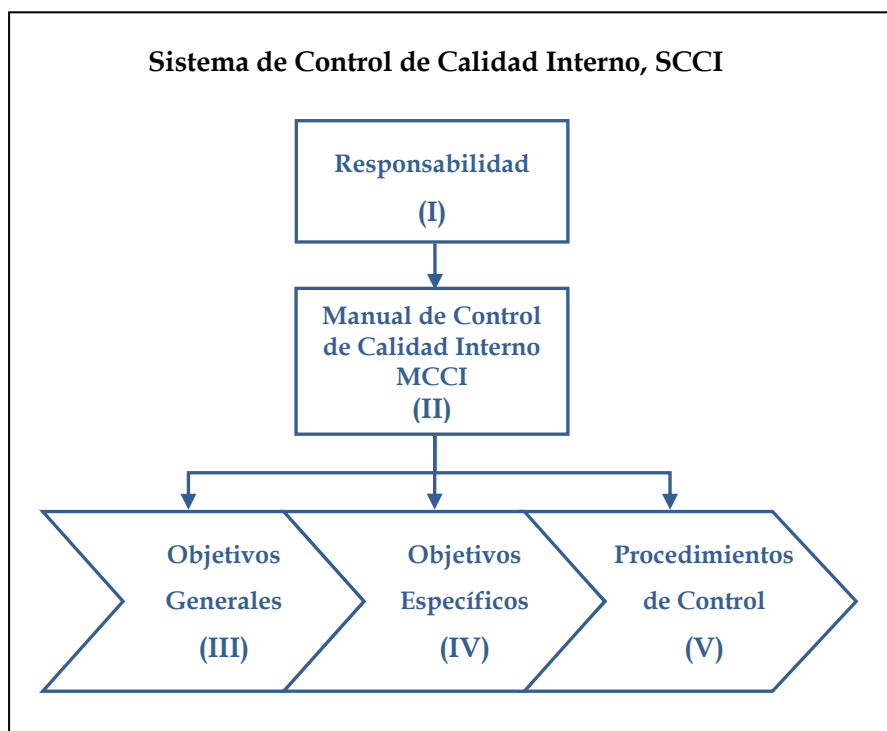 Sistema de Control de Calidad Interno, SCCI
Responsabilidad
(I)
Manual de Control
de Calidad Interno
MCCI
(II)
Objetivos
Generales
(III)
Objetivos
Específicos
(IV)
Procedimientos
de Control
(V)